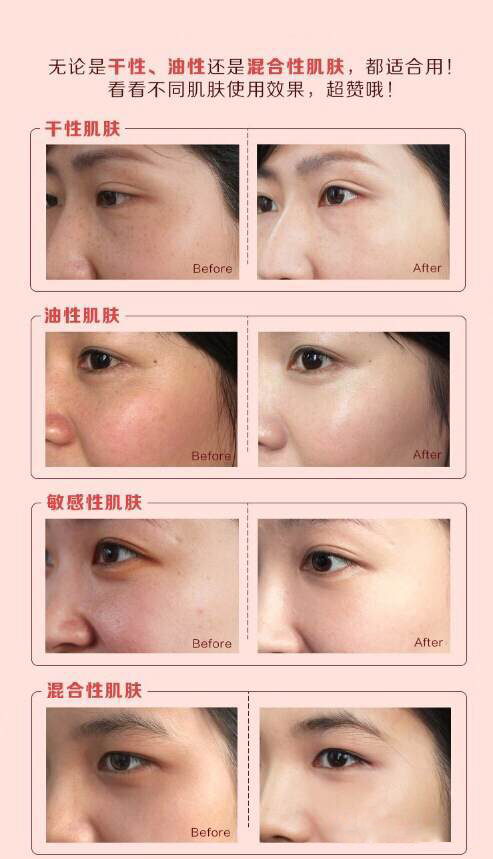 无论是干性、油性还是混合性肌肤，都适合用！
看看不同肌肤使用效果，超赞哦！
干性肌肤
Before
After
油性肌肤
Before
After
敏感性肌肤
Before
After
混合性肌肤
Before